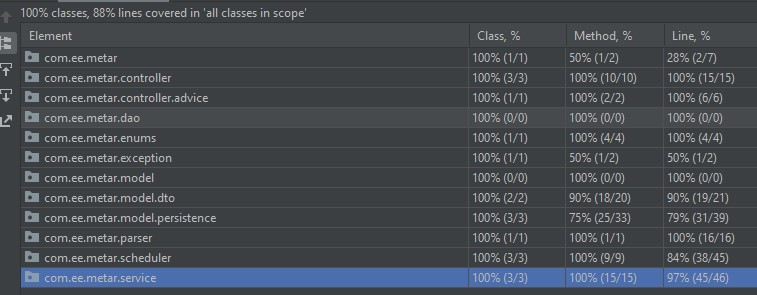 100% classes, 88% lines covered in 'all classes in scope'
Element Class, % Method, % Line, %
com.ee.metar 100% (1/1) 50% (1/2) 28% (2/7)
com.ee.metar.controller 100% (3/3) 100% (10/10) 100% (15/15)
com.ee.metar.controller.advice 100% (1/1) 100% (2/2) 100% (6/6)
com.ee.metar.dao 100% (0/0) 100% (0/0) 100% (0/0)
com.ee.metar.enums 100% (1/1) 100% (4/4) 100% (4/4)
com.ee.metar.exception 100% (1/1) 50% (1/2) 50% (1/2)
com.ee.metar.model 100% (0/0) 100% (0/0) 100% (0/0)
com.ee.metar.model.dto 100% (2/2) 90% (18/20) 90% (19/21)
com.ee.metar.model.persistence 100% (3/3) 75% (25/33) 79% (31/39)
com.ee.metar.parser 100% (1/1) 100% (1/1) 100% (16/16)
com.ee.metar.scheduler 100% (3/3) 100% (9/9) 84% (38/45)
com.ee.metar.service 100% (3/3) 100% (15/15) 97% (45/46)